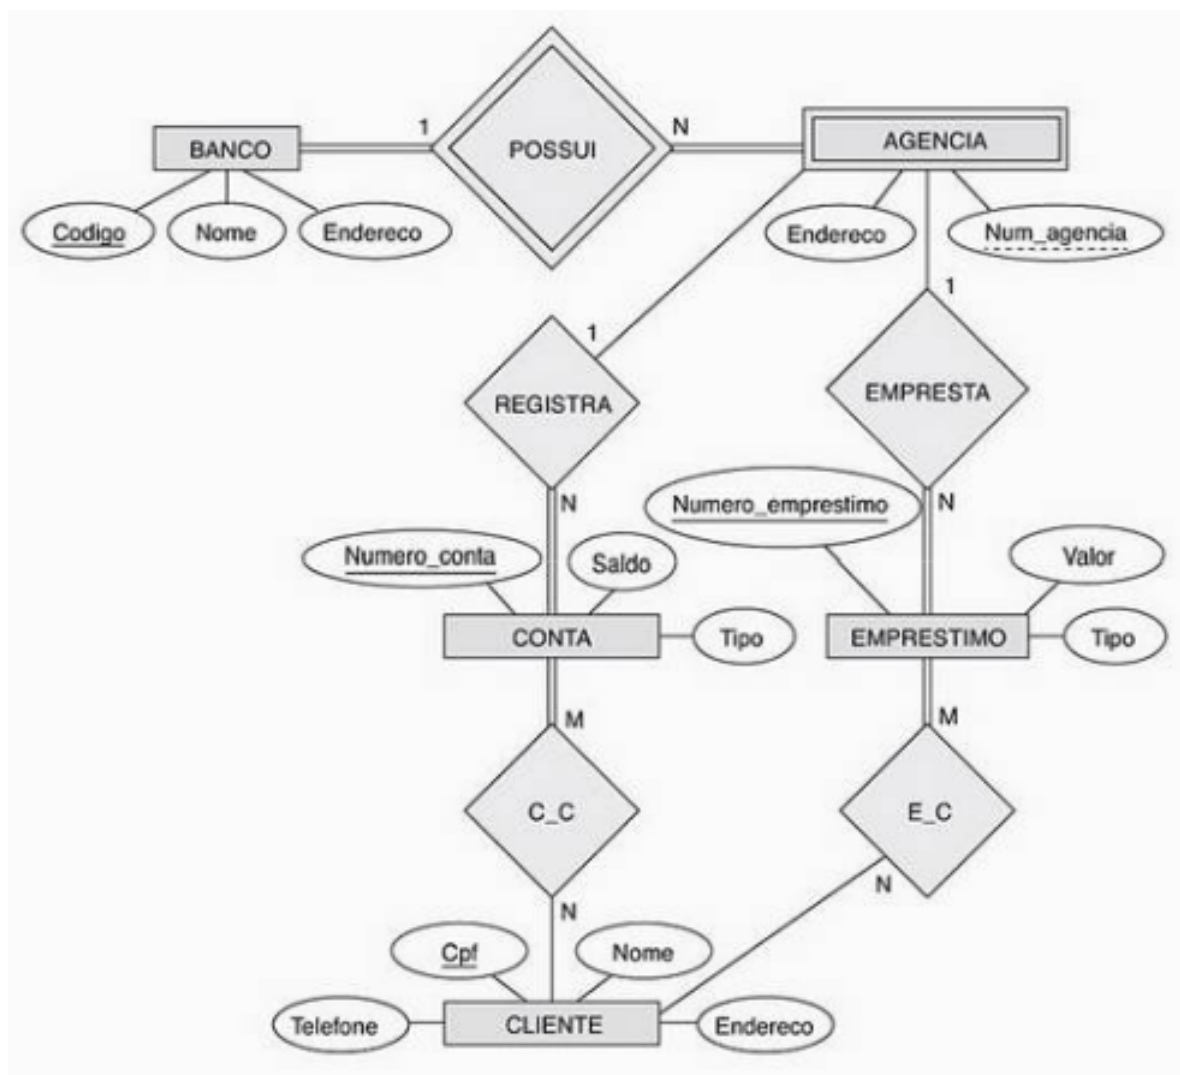 BANCO
1
POSSUI
N
AGENCIA
Codigo
Nome
Endereco
Endereco
Num_agencia
1
REGISTRA
N
1
EMPRESTA
N
Numero_conta
Saldo
CONTA
Tipo
Numero_emprestimo
Valor
EMPRESTIMO
Tipo
M
C_C
N
M
E_C
N
Cpf
Nome
Telefone
CLIENTE
Endereco